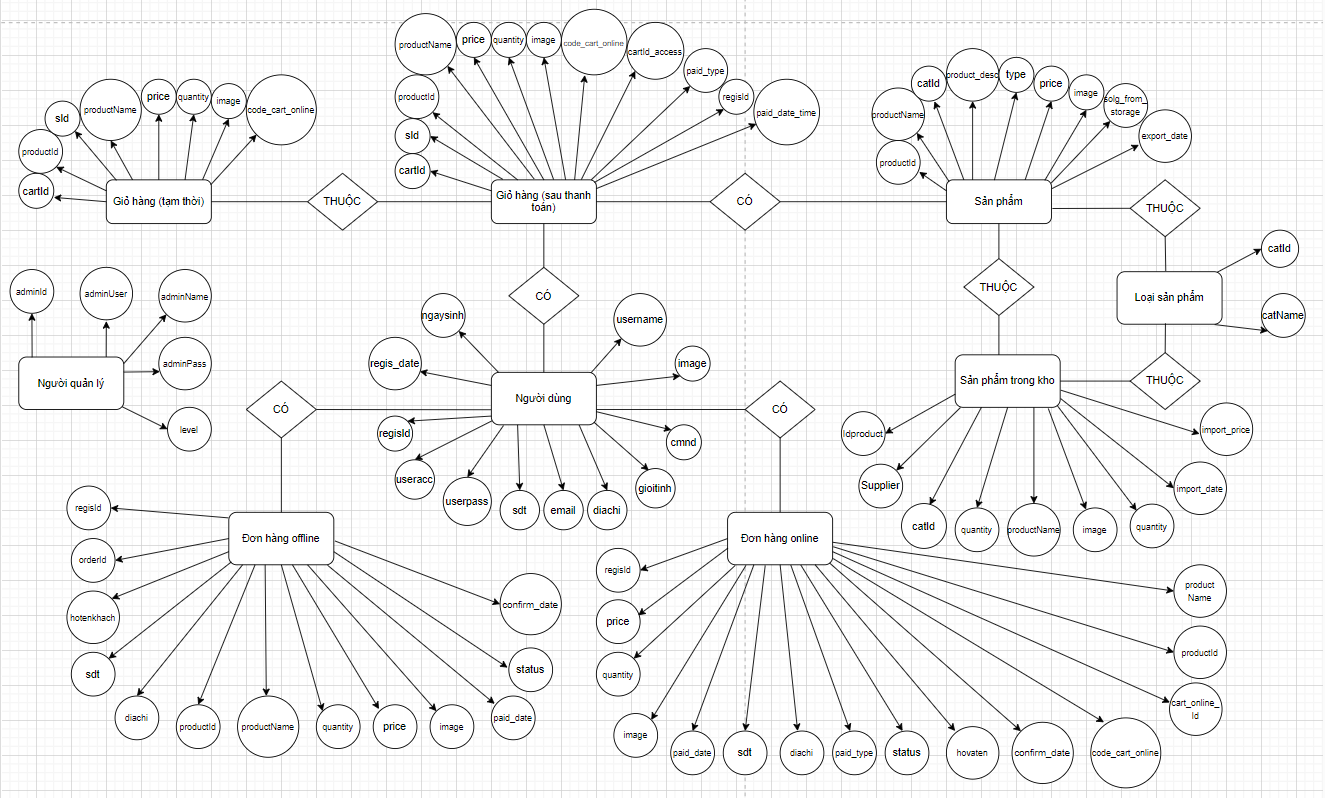 productName
price
quantity
image
code_cart_online
cartId_access
paid_type
regisId
paid_date_time
productId
sId
cartId
Giỏ hàng (sau thanh
toán)
productName
price
quantity
image
code_cart_online
sId
productId
cartId
Giỏ hàng (tạm thời)
THUỘC
CÓ
catId
product_desc
type
price
image
solg_from_
storage
export_date
productName
productId
Sản phẩm
THUỘC
catId
Loại sản phẩm
catName
THUỘC
THUỘC
CÓ
adminId
adminUser
adminName
adminPass
level
Người quản lý
ngaysinh
username
regis_date
image
Người dùng
CÓ
CÓ
regisId
useracc
userpass
sdt
email
diachi
gioitinh
cmnd
Sản phẩm trong kho
Idproduct
Supplier
catId
quantity
productName
image
quantity
import_date
import_price
Đơn hàng offline
regisId
orderId
hotenkhach
sdt
diachi
productId
productName
quantity
price
image
paid_date
status
confirm_date
Đơn hàng online
regisId
price
quantity
image
paid_date
sdt
diachi
paid_type
status
hovaten
confirm_date
code_cart_online
cart_online_
Id
productId
product
Name